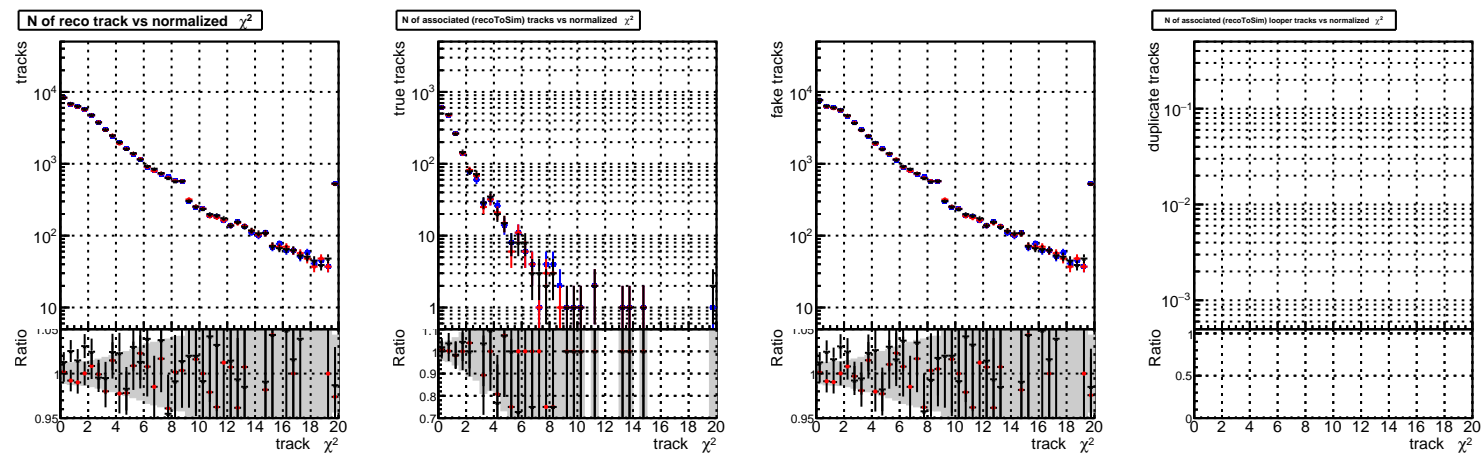 N of reco track vs normalized χ²
tracks
10⁴
10³
10²
10
Ratio
1.05
1
0.95
0 2 4 6 8 10 12 14 16 18 20
track χ²
N of associated (recoToSim) tracks vs normalized χ²
true tracks
10³
10²
10
1
Ratio
1.1
1
0.9
0.8
0.7
0 2 4 6 8 10 12 14 16 18 20
track χ²
fake tracks
10⁴
10³
10²
10
Ratio
1.05
1
0.95
0 2 4 6 8 10 12 14 16 18 20
track χ²
N of associated (recoToSim) looper tracks vs normalized χ²
duplicate tracks
10⁻¹
10⁻²
10⁻³
Ratio
1
0.5
0
0 2 4 6 8 10 12 14 16 18 20
track χ²